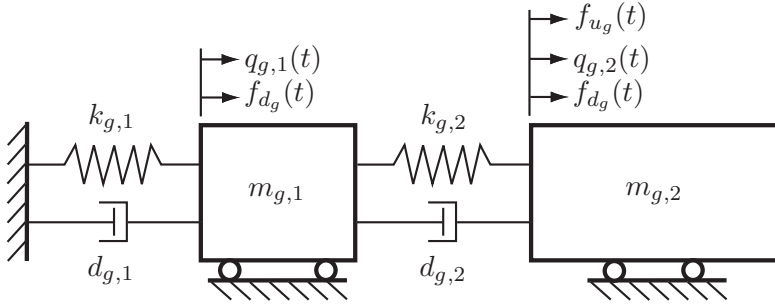 f_{u_g}(t)
q_{g,1}(t) q_{g,2}(t)
f_{d_g}(t) f_{d_g}(t)
k_{g,1} k_{g,2}
m_{g,1} m_{g,2}
d_{g,1} d_{g,2}